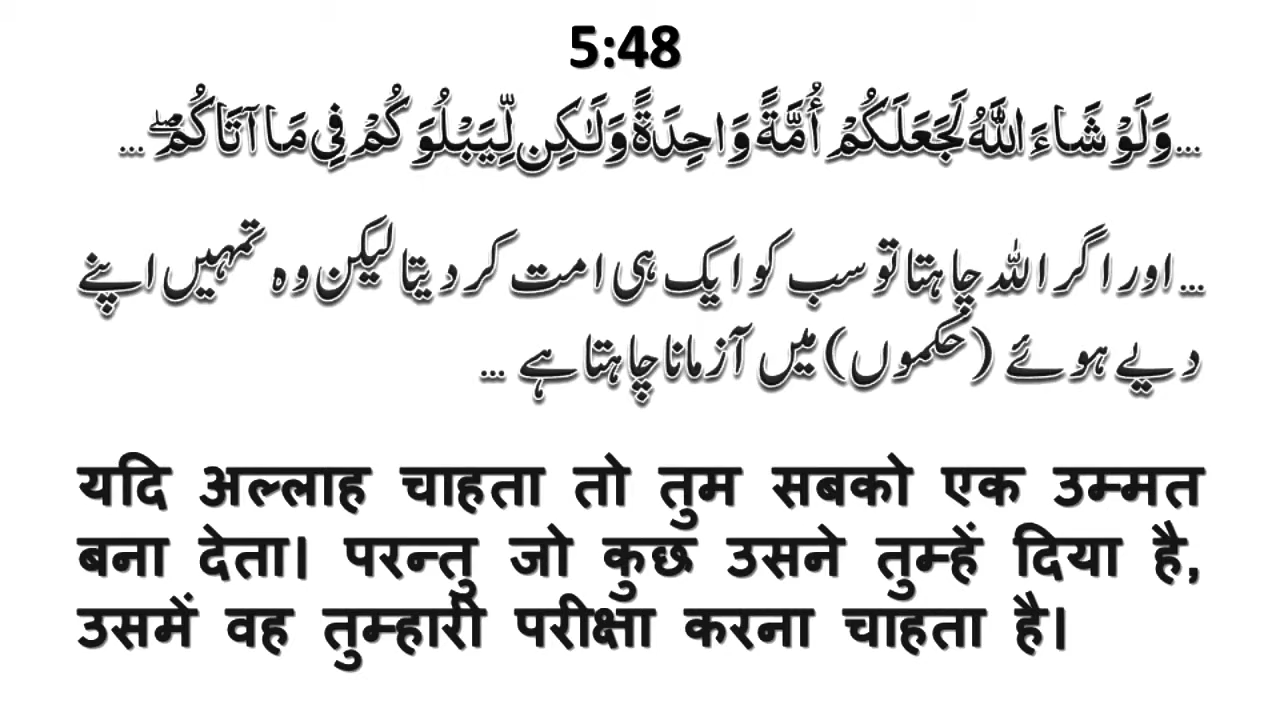 5:48
...وَلَوْ شَاءَ اللَّهُ لَجَعَلَكُمْ أُمَّةً وَاحِدَةً وَلَٰكِن لِّيَبْلُوَكُمْ فِي مَا آتَاكُمْ ۖ ...
... اور اگر اللہ چاہتا تو سب کو ایک ہی امت کر دیتا لیکن وہ تمہیں اپنے
دیے ہوئے (حکموں) میں آزمانا چاہتا ہے ...
यदि अल्लाह चाहता तो तुम सबको एक उम्मत
बना देता। परन्तु जो कुछ उसने तुम्हें दिया है,
उसमें वह तुम्हारी परीक्षा करना चाहता है।